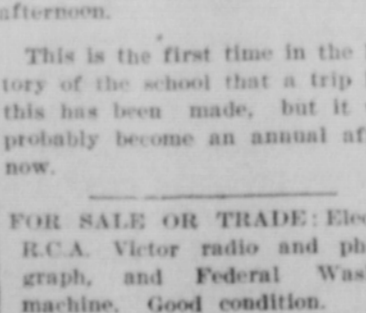 afternoon.
This is the first time in the
tory of the school that a trip
this has been made, but it
probably become an annual af
now.
FOR SALE OR TRADE: Elec
R.C.A. Victor radio and ph
graph, and Federal Was
machine. Good condition.